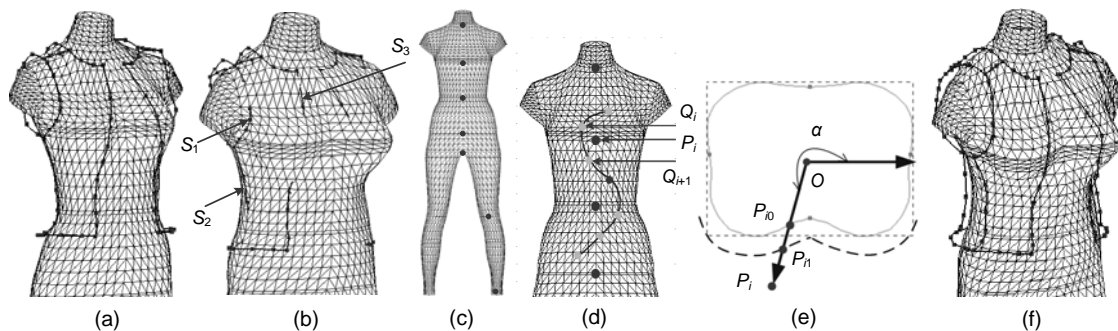 S3
S1
S2
Qi
Pi
Qi+1
α
O
Pi0
Pi1
Pi
(a)
(b)
(c)
(d)
(e)
(f)